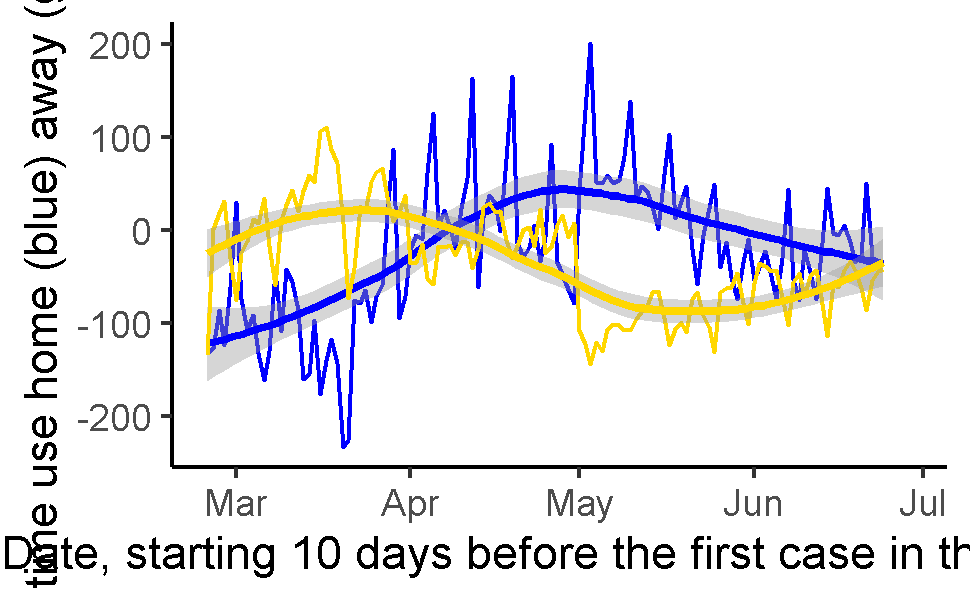 time use home (blue) away (
200
100
0
-100
-200
Mar Apr May Jun Jul
Date, starting 10 days before the first case in th